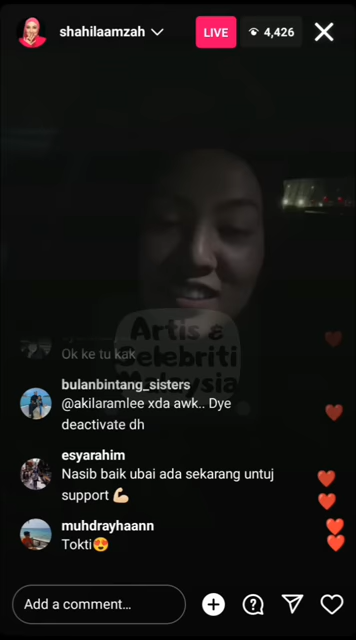 shahilaamzah
LIVE
4,426
Artis &
Celebriti
Malaysia
Ok ke tu kak
bulanbintang_sisters
@akilaramlee xda awk.. Dye
deactivate dh
esyarahim
Nasib baik ubai ada sekarang untuj
support 💪🏻
muhdrayhaann
Tokti😍
Add a comment...